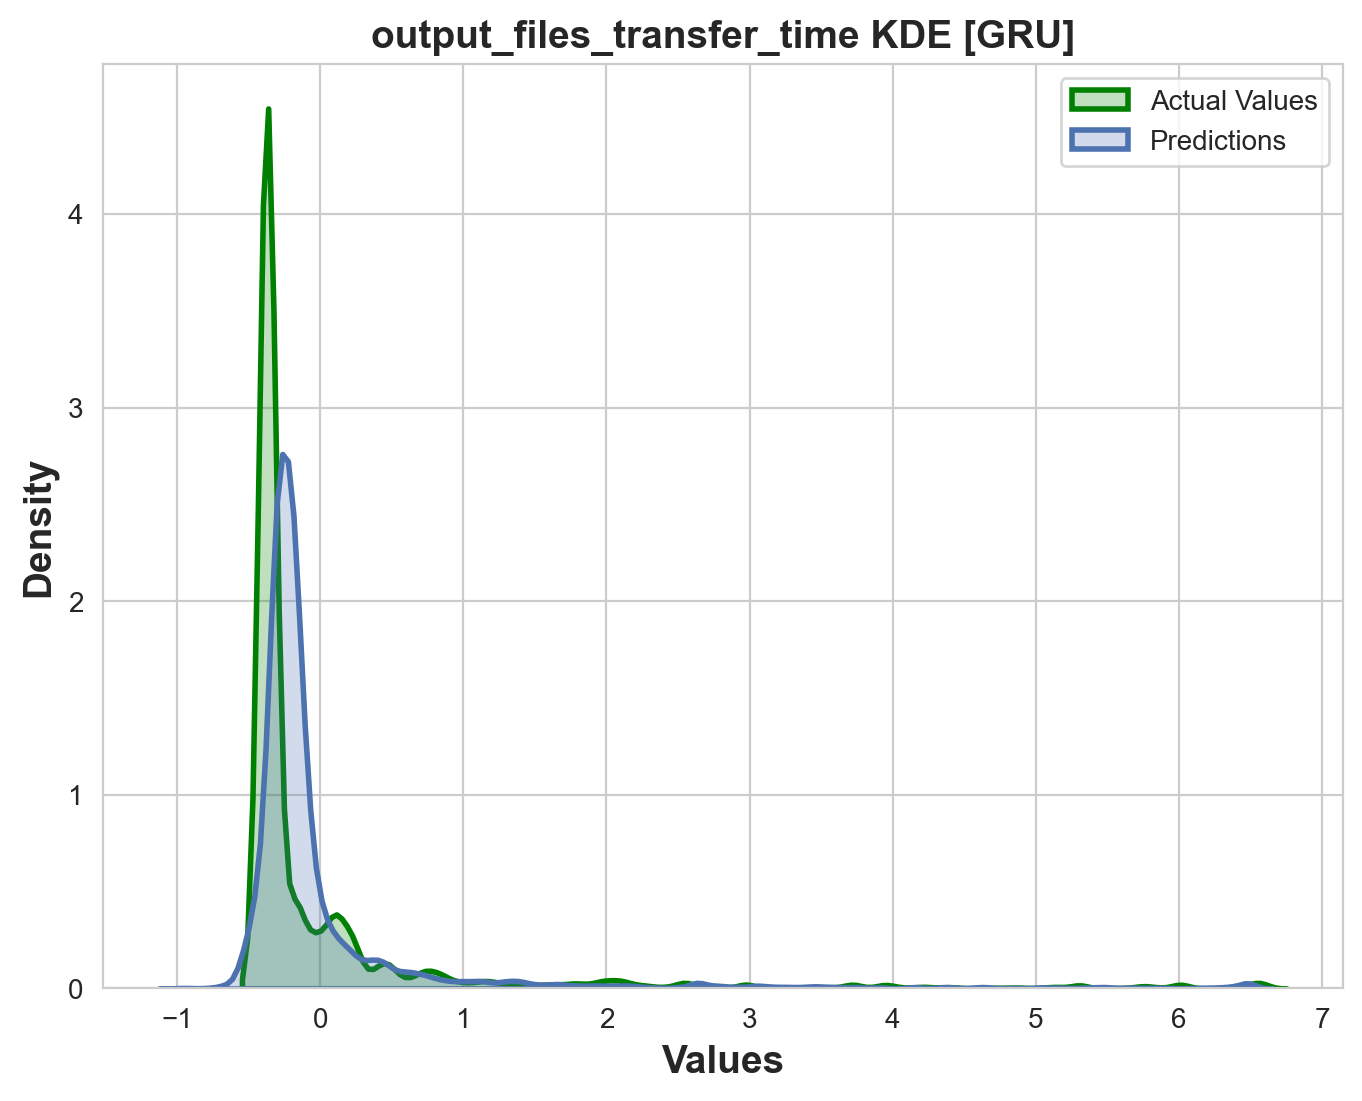 output_files_transfer_time KDE [GRU]
Actual Values
Predictions
Density
4
3
2
1
0
−1 0 1 2 3 4 5 6 7
Values